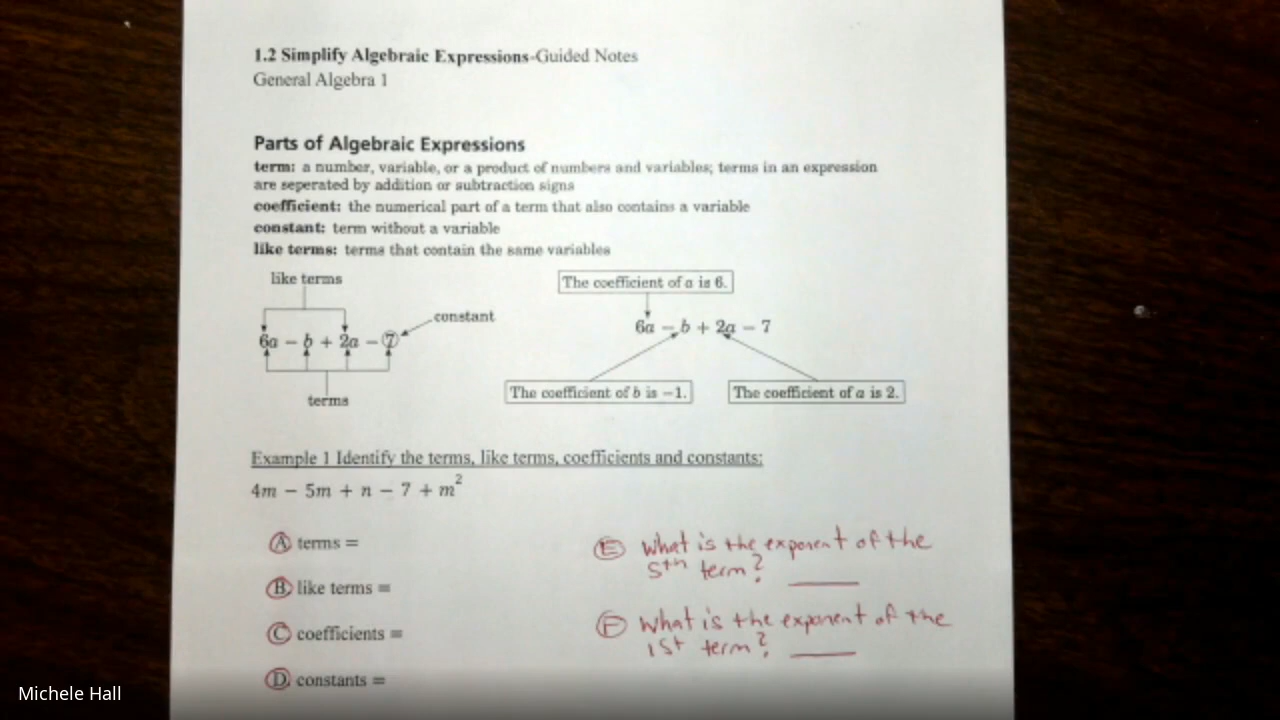 1.2 Simplify Algebraic Expressions-Guided Notes
General Algebra 1
Parts of Algebraic Expressions
term: a number, variable, or a product of numbers and variables; terms in an expression
are seperated by addition or subtraction signs
coefficient: the numerical part of a term that also contains a variable
constant: term without a variable
like terms: terms that contain the same variables
like terms
constant
6a − b + 2a − 7
terms
The coefficient of a is 6.
6a − b + 2a − 7
The coefficient of b is −1.
The coefficient of a is 2.
Example 1 Identify the terms, like terms, coefficients and constants:
4m − 5m + n − 7 + m²
A terms =
B like terms =
C coefficients =
D constants =
E What is the exponent of the
5th term? ______
F What is the exponent of the
1st term? ______
Michele Hall